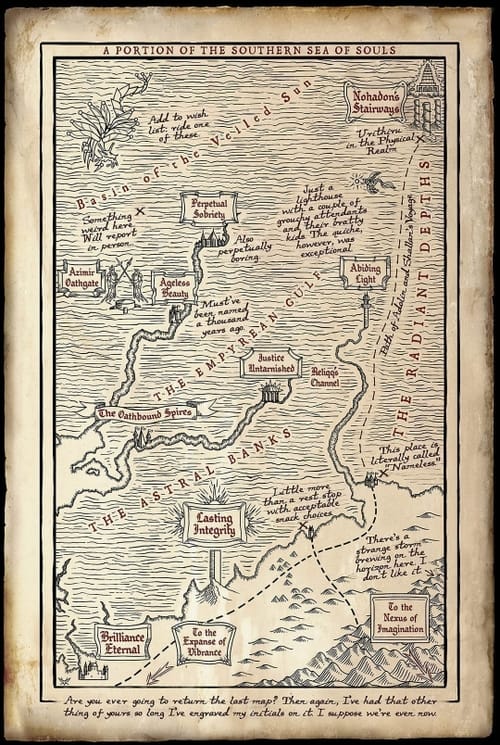 A PORTION OF THE SOUTHERN SEA OF SOULS
Nohadon's
Stairways
Add to wish
list: ride one
of these.
Urithiru
in the Physical
Realm
Basin of the Veiled Sun
Just a
lighthouse
with a couple of
grouchy attendants
and their bratty
kids. The quiche,
however, was
exceptional.
Perpetual
Sobriety
Something
weird here.
Will report
in person.
Also
perpetually
boring.
Azimir
Oathgate
Ageless
Beauty
Abiding
Light
Path of Adolin and Shallan's Voyage
THE RADIANT DEPTHS
Must've
been named
a thousand
years ago.
THE EMPYREAN GULF
Justice
Untarnished
Reliqq's
Channel
The Oathbound Spires
THE ASTRAL BANKS
This place is
literally called
"Nameless."
Little more
than a rest stop
with acceptable
snack choices.
Lasting
Integrity
There's a
strange storm
brewing on the
horizon here. I
don't like it.
To the
Nexus of
Imagination
Brilliance
Eternal
To the
Expanse of
Vibrance
Are you ever going to return the last map? Then again, I've had that other
thing of yours so long I've engraved my initials on it. I suppose we're even now.